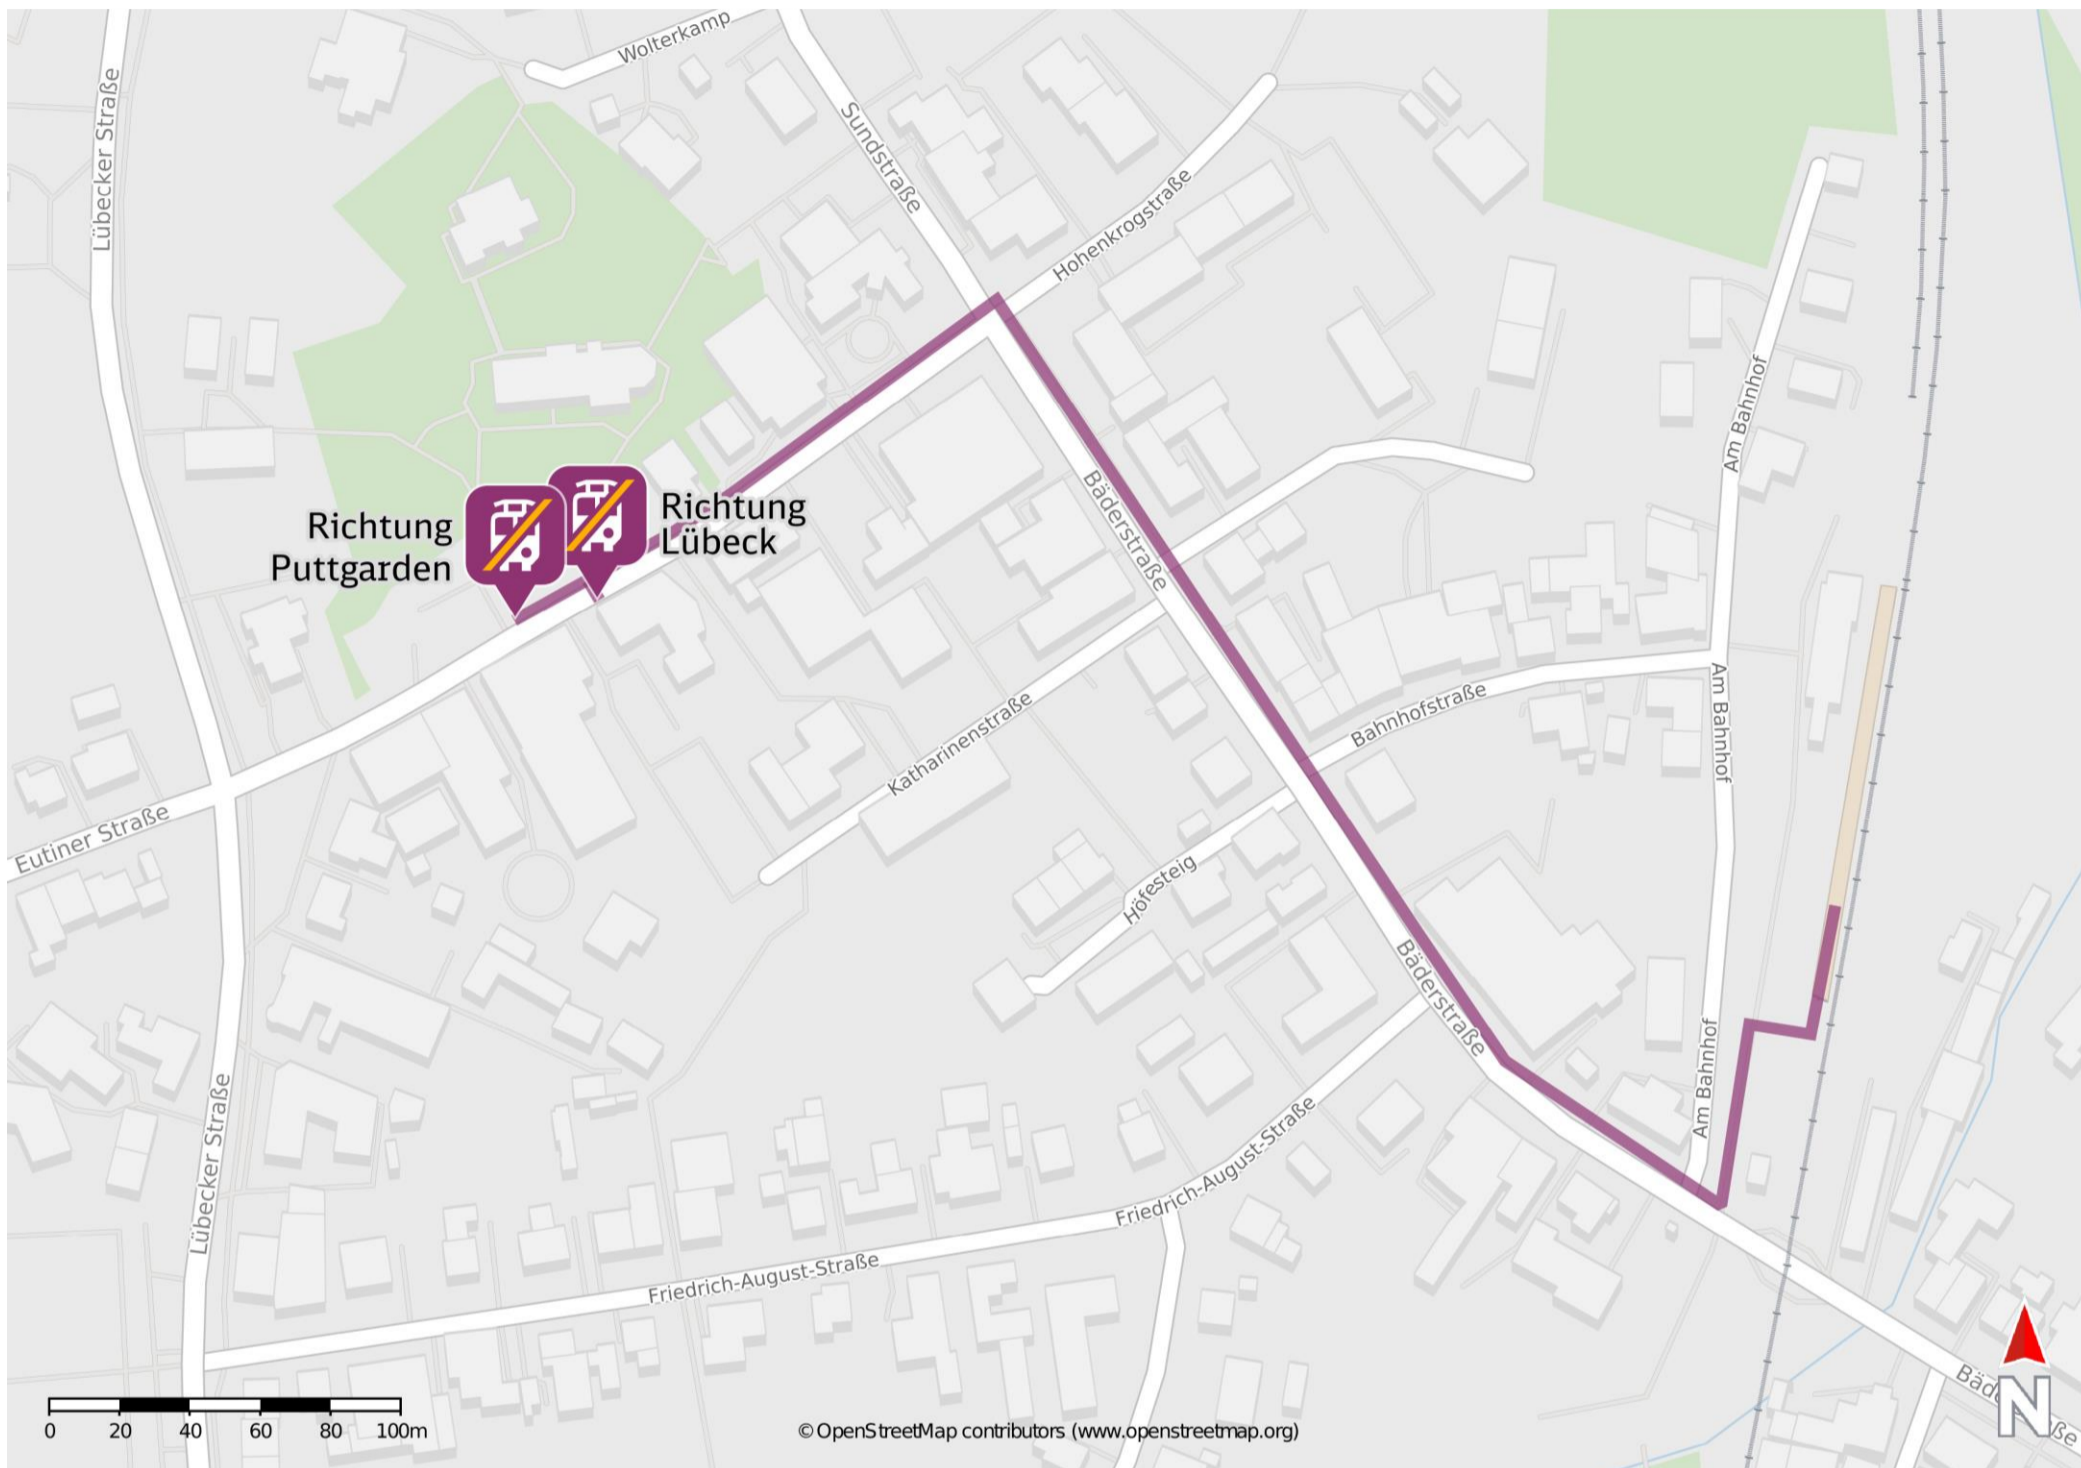 Wolterkamp
Lübecker Straße
Sundstraße
Hohenkrogstraße
Am Bahnhof
Richtung
Puttgarden
Richtung
Lübeck
Bäderstraße
Am Bahnhof
Bahnhofstraße
Katharinenstraße
Eutiner Straße
Höfesteig
Bäderstraße
Am Bahnhof
Lübecker Straße
Friedrich-August-Straße
Friedrich-August-Straße
Bäderstraße
N
0 20 40 60 80 100m
© OpenStreetMap contributors (www.openstreetmap.org)